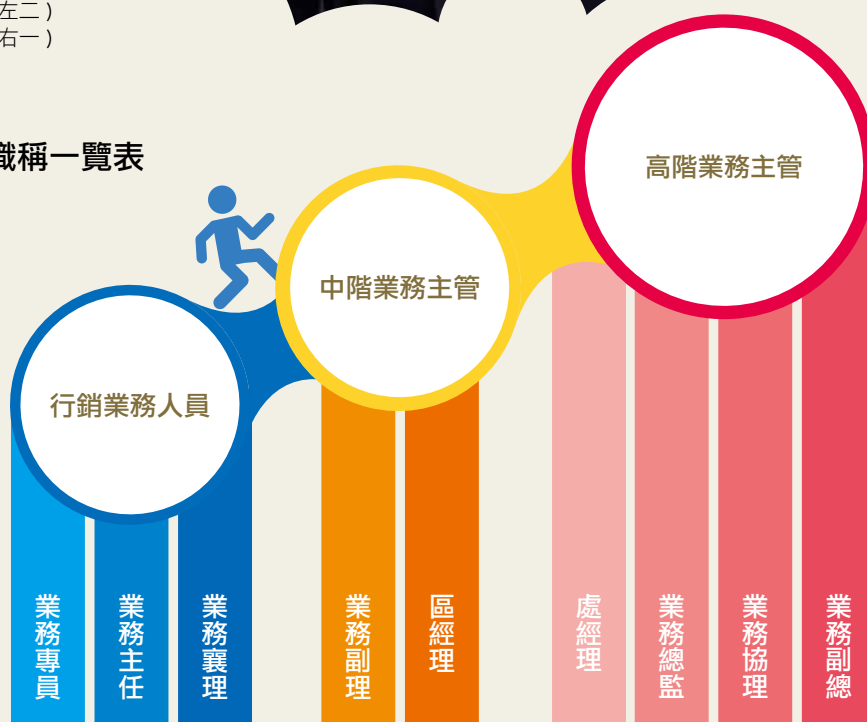 左二）
右一）
職稱一覽表
高階業務主管
中階業務主管
行銷業務人員
業務專員
業務主任
業務襄理
業務副理
區經理
處經理
業務總監
業務協理
業務副總